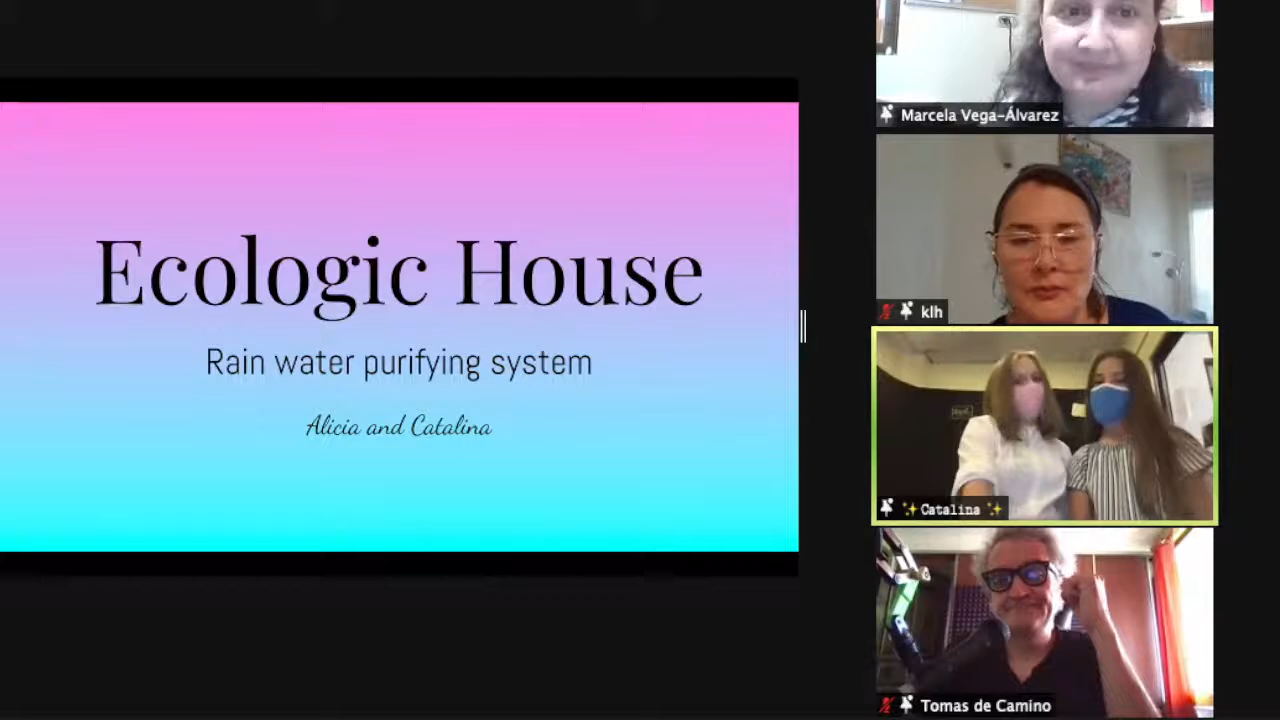 Ecologic House
Rain water purifying system
Alicia and Catalina
Marcela Vega-Álvarez
klh
✨Catalina ✨
Tomas de Camino